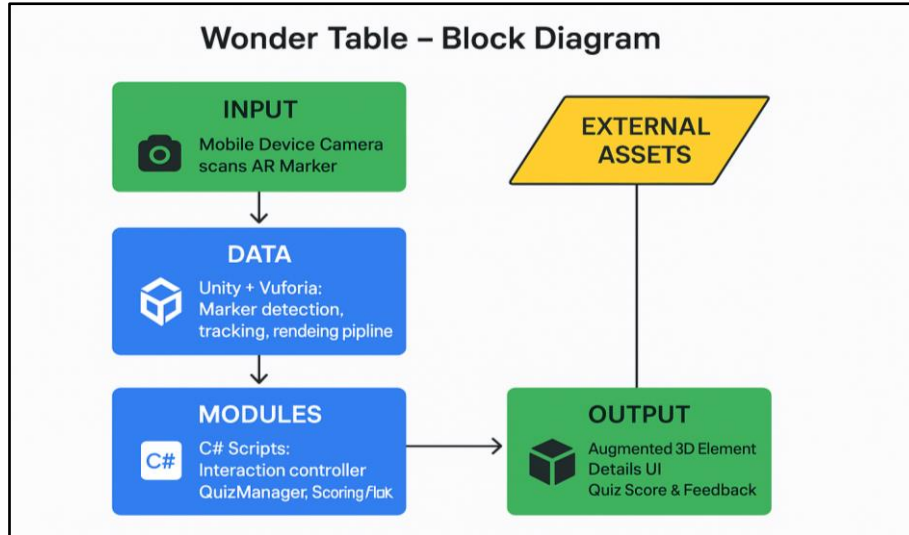 Wonder Table – Block Diagram
INPUT
Mobile Device Camera
scans AR Marker
DATA
Unity + Vuforia:
Marker detection,
tracking, rendeing pipline
MODULES
C#
C# Scripts:
Interaction controller
QuizManager, Scoring
EXTERNAL
ASSETS
OUTPUT
Augmented 3D Element
Details UI
Quiz Score & Feedback